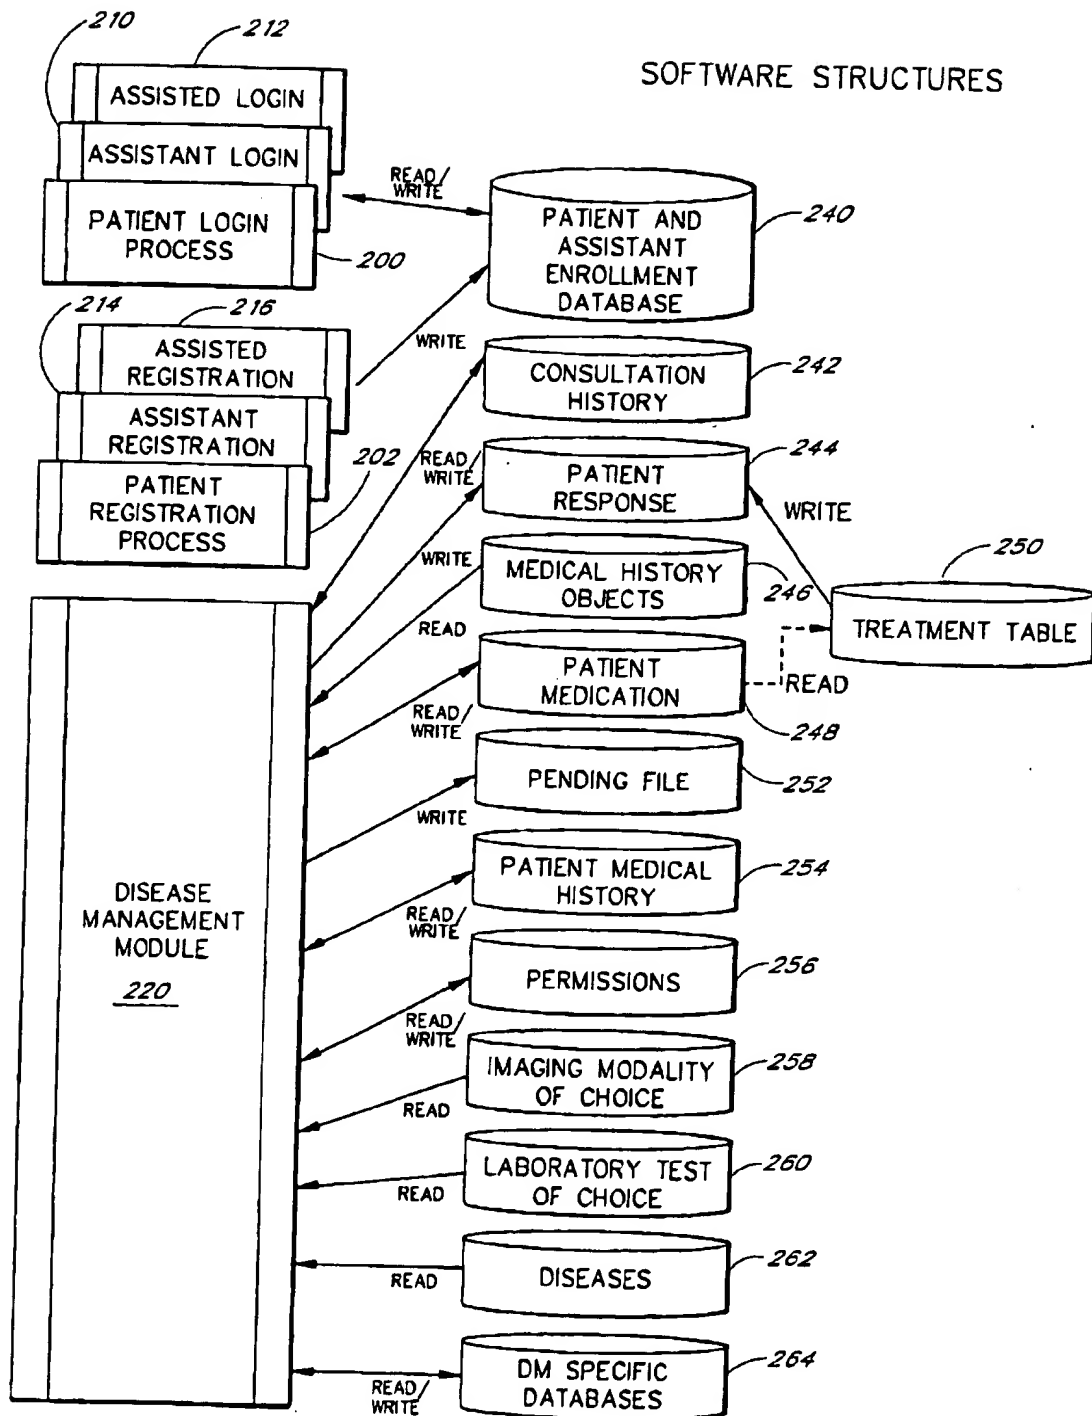 SOFTWARE STRUCTURES
210
212
ASSISTED LOGIN
ASSISTANT LOGIN
PATIENT LOGIN
PROCESS
200
READ/
WRITE
PATIENT AND
ASSISTANT
ENROLLMENT
DATABASE
240
214
216
ASSISTED
REGISTRATION
ASSISTANT
REGISTRATION
PATIENT
REGISTRATION
PROCESS
202
WRITE
CONSULTATION
HISTORY
242
READ/
WRITE
PATIENT
RESPONSE
244
WRITE
WRITE
MEDICAL HISTORY
OBJECTS
246
250
TREATMENT TABLE
READ
PATIENT
MEDICATION
248
READ
READ/
WRITE
PENDING FILE
252
WRITE
DISEASE
MANAGEMENT
MODULE
220
PATIENT MEDICAL
HISTORY
254
READ/
WRITE
PERMISSIONS
256
READ/
WRITE
IMAGING MODALITY
OF CHOICE
258
READ
LABORATORY TEST
OF CHOICE
260
READ
DISEASES
262
READ
DM SPECIFIC
DATABASES
264
READ/
WRITE